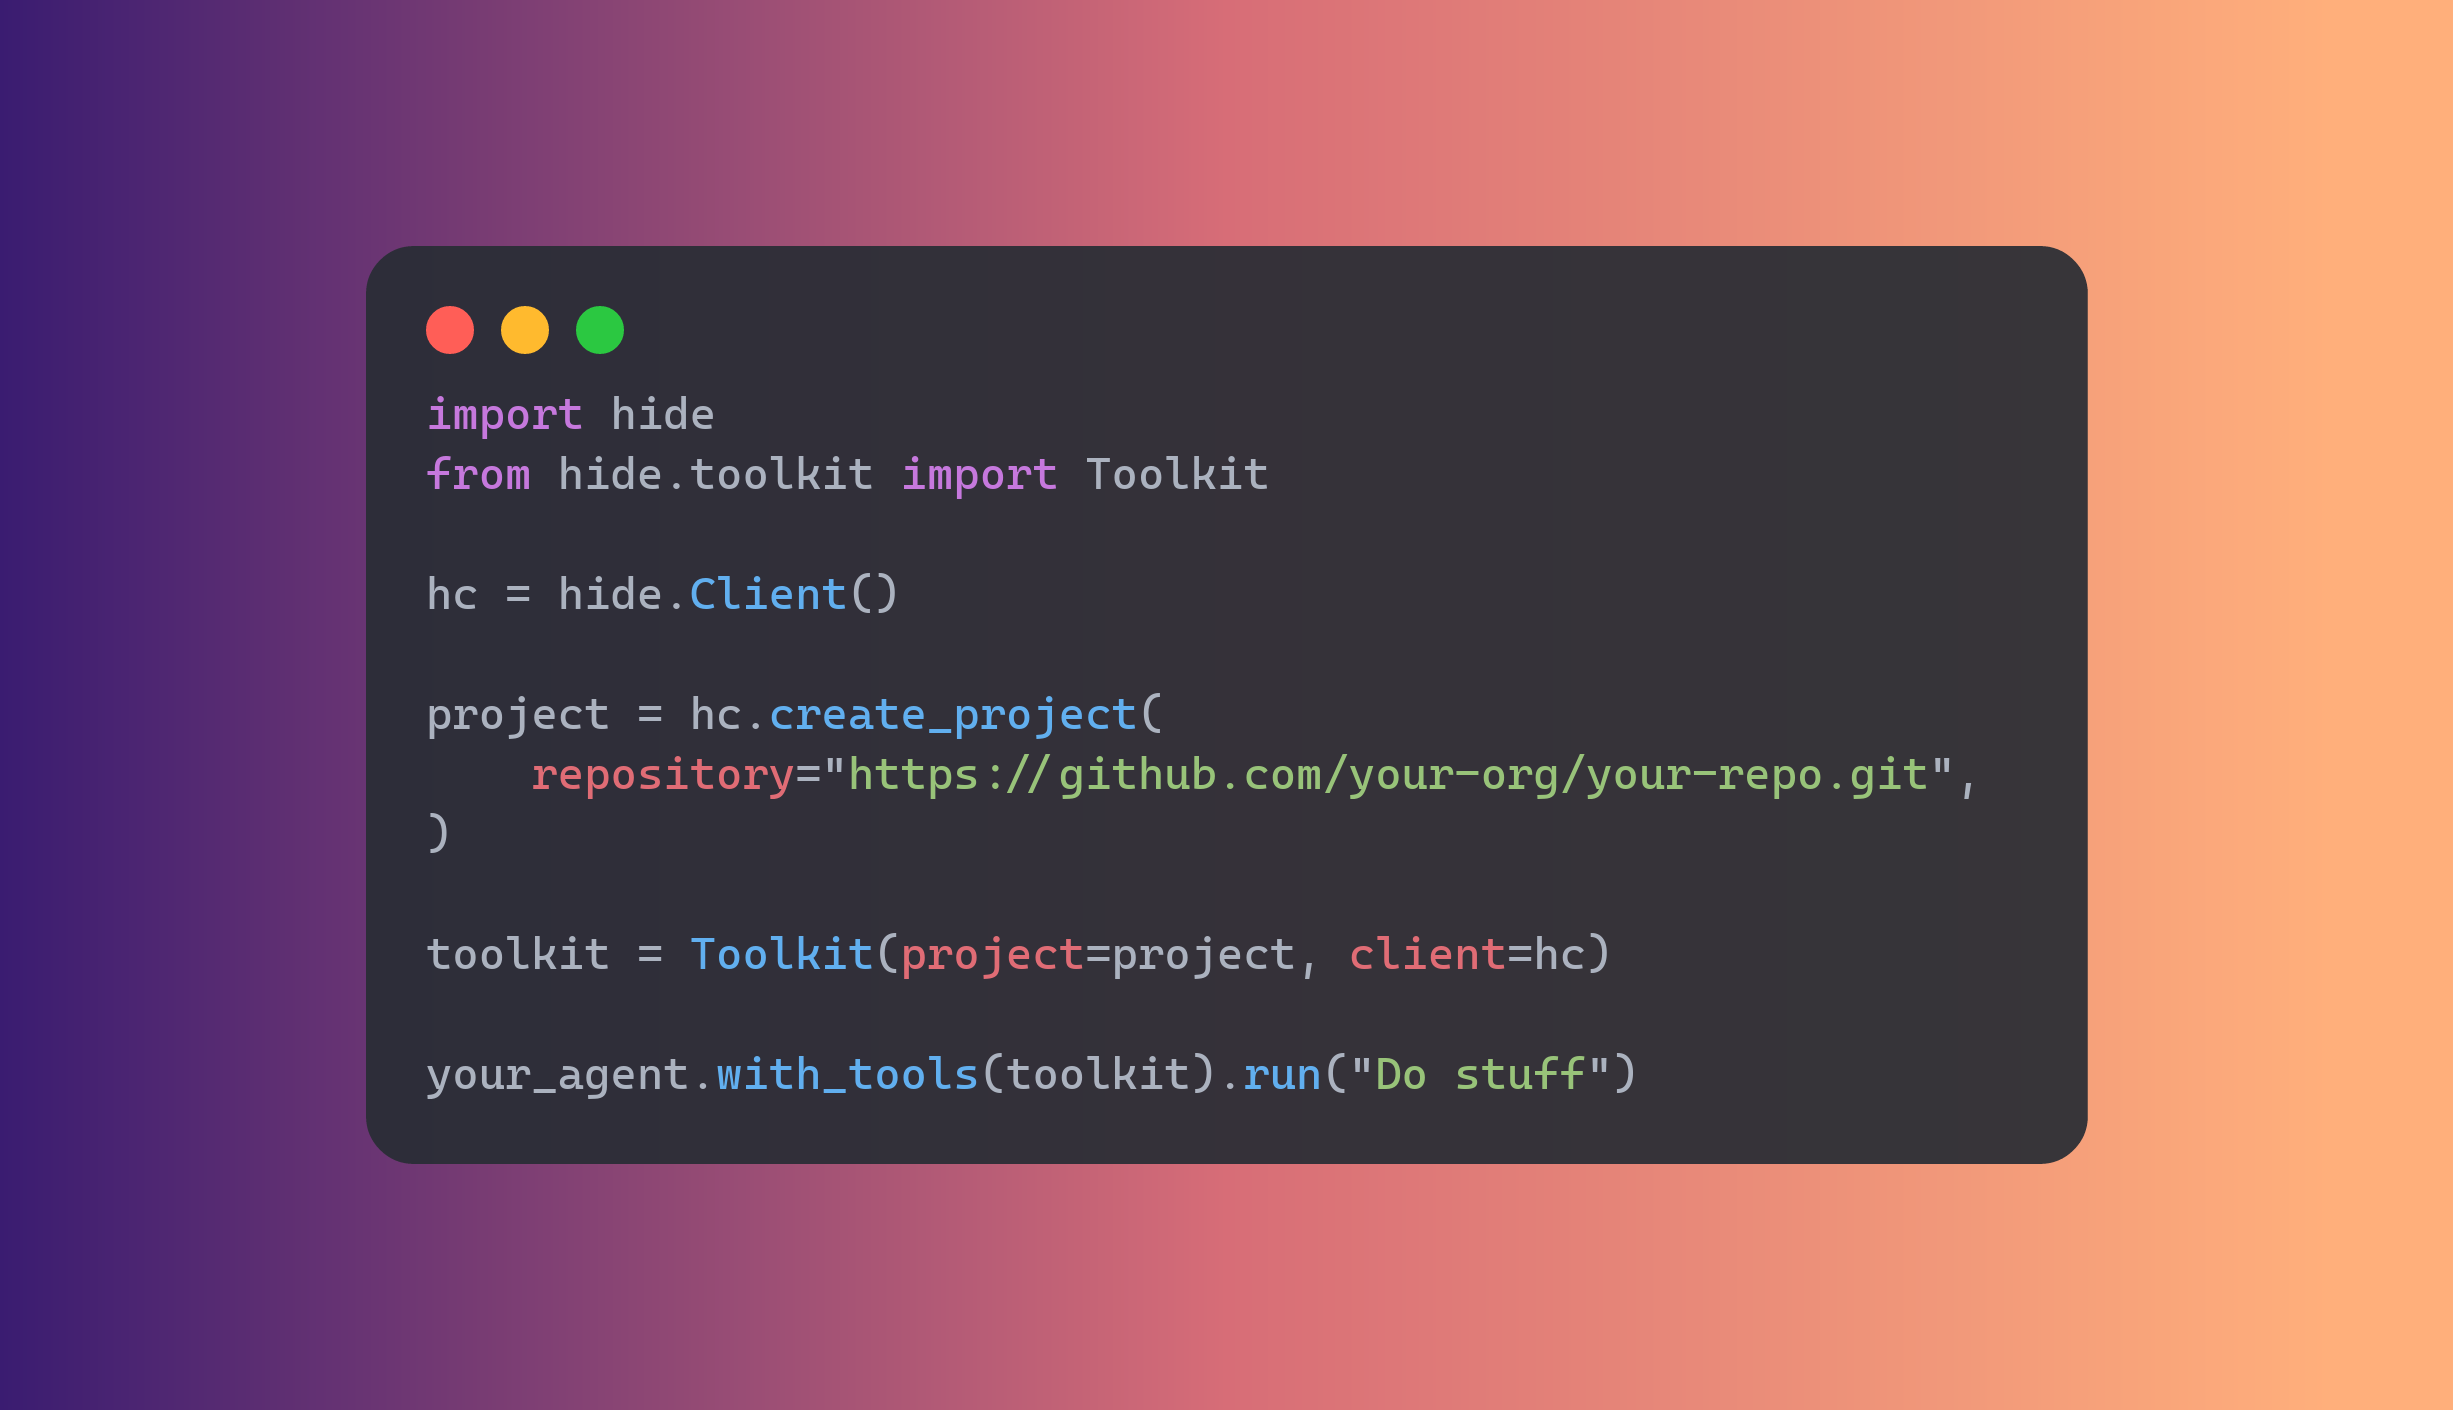 import hide
from hide.toolkit import Toolkit

hc = hide.Client()

project = hc.create_project(
    repository="https://github.com/your-org/your-repo.git",
)

toolkit = Toolkit(project=project, client=hc)

your_agent.with_tools(toolkit).run("Do stuff")